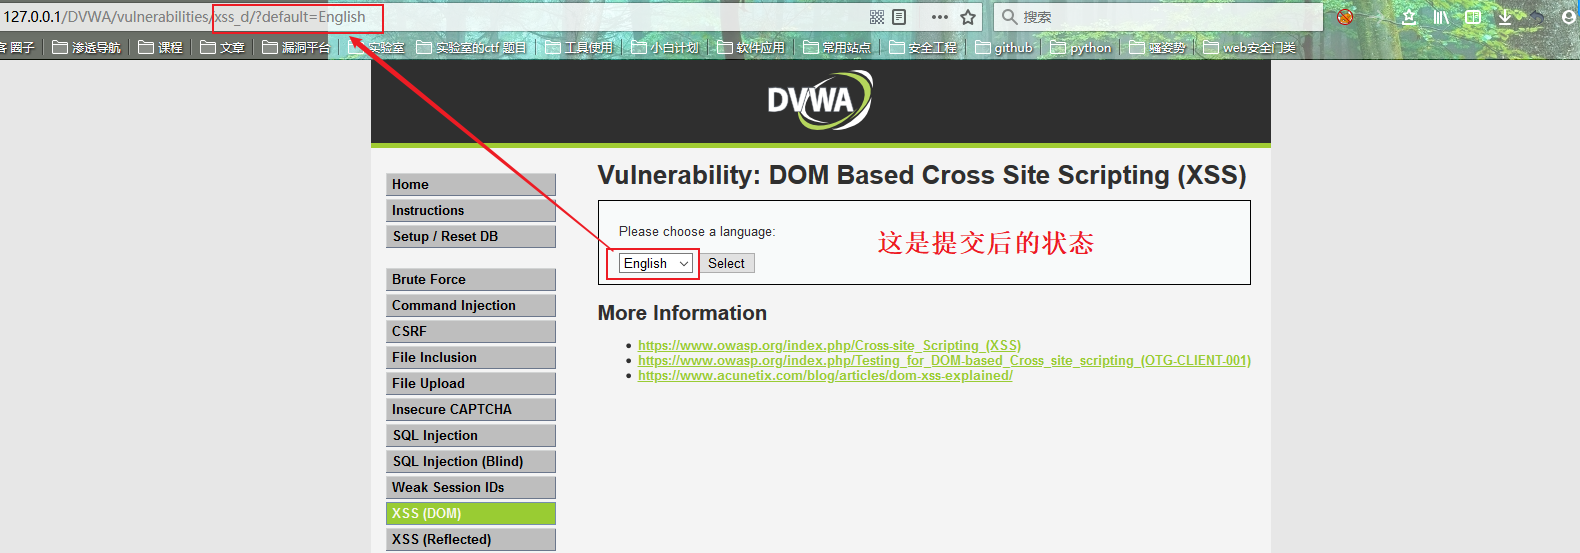 127.0.0.1/DVWA/vulnerabilities/xss_d/?default=English
搜索
客 圈子 渗透导航 课程 文章 漏洞平台 实验室 实验室的ctf 题目 工具使用 小白计划 软件应用 常用站点 安全工程 github python 骚姿势 web安全门类
DVWA
Vulnerability: DOM Based Cross Site Scripting (XSS)
Please choose a language:
English Select
这是提交后的状态
More Information
https://www.owasp.org/index.php/Cross-site_Scripting_(XSS)
https://www.owasp.org/index.php/Testing_for_DOM-based_Cross_site_scripting_(OTG-CLIENT-001)
https://www.acunetix.com/blog/articles/dom-xss-explained/
Home
Instructions
Setup / Reset DB
Brute Force
Command Injection
CSRF
File Inclusion
File Upload
Insecure CAPTCHA
SQL Injection
SQL Injection (Blind)
Weak Session IDs
XSS (DOM)
XSS (Reflected)